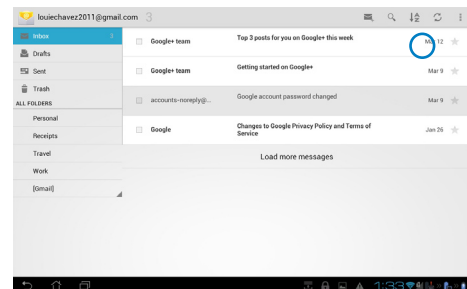 louiechavez2011@gmail.com 3
Inbox 3
Drafts
Sent
Trash
ALL FOLDERS
Personal
Receipts
Travel
Work
[Gmail]
Google+ team Top 3 posts for you on Google+ this week Mar 12
Google+ team Getting started on Google+ Mar 9
accounts-noreply@... Google account password changed Mar 9
Google Changes to Google Privacy Policy and Terms of Service Jan 26
Load more messages
1:33